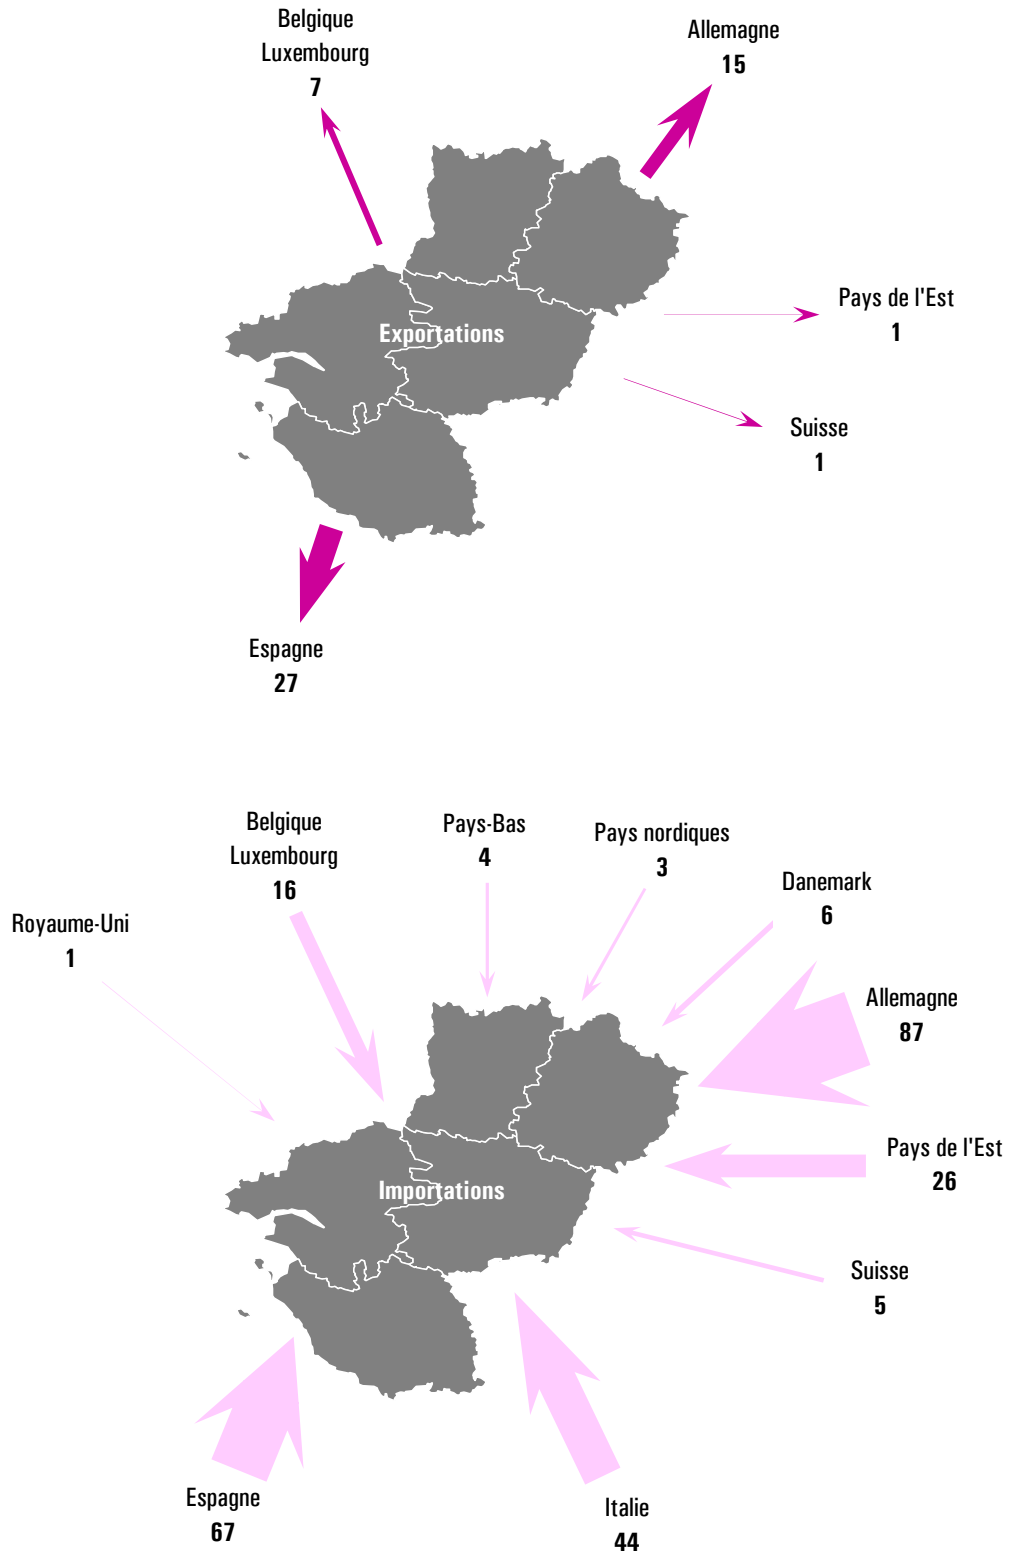 Belgique
Luxembourg
7
Allemagne
15
Pays de l'Est
1
Exportations
Suisse
1
Espagne
27
Belgique
Luxembourg
16
Pays-Bas
4
Pays nordiques
3
Danemark
6
Royaume-Uni
1
Allemagne
87
Pays de l'Est
26
Importations
Suisse
5
Espagne
67
Italie
44